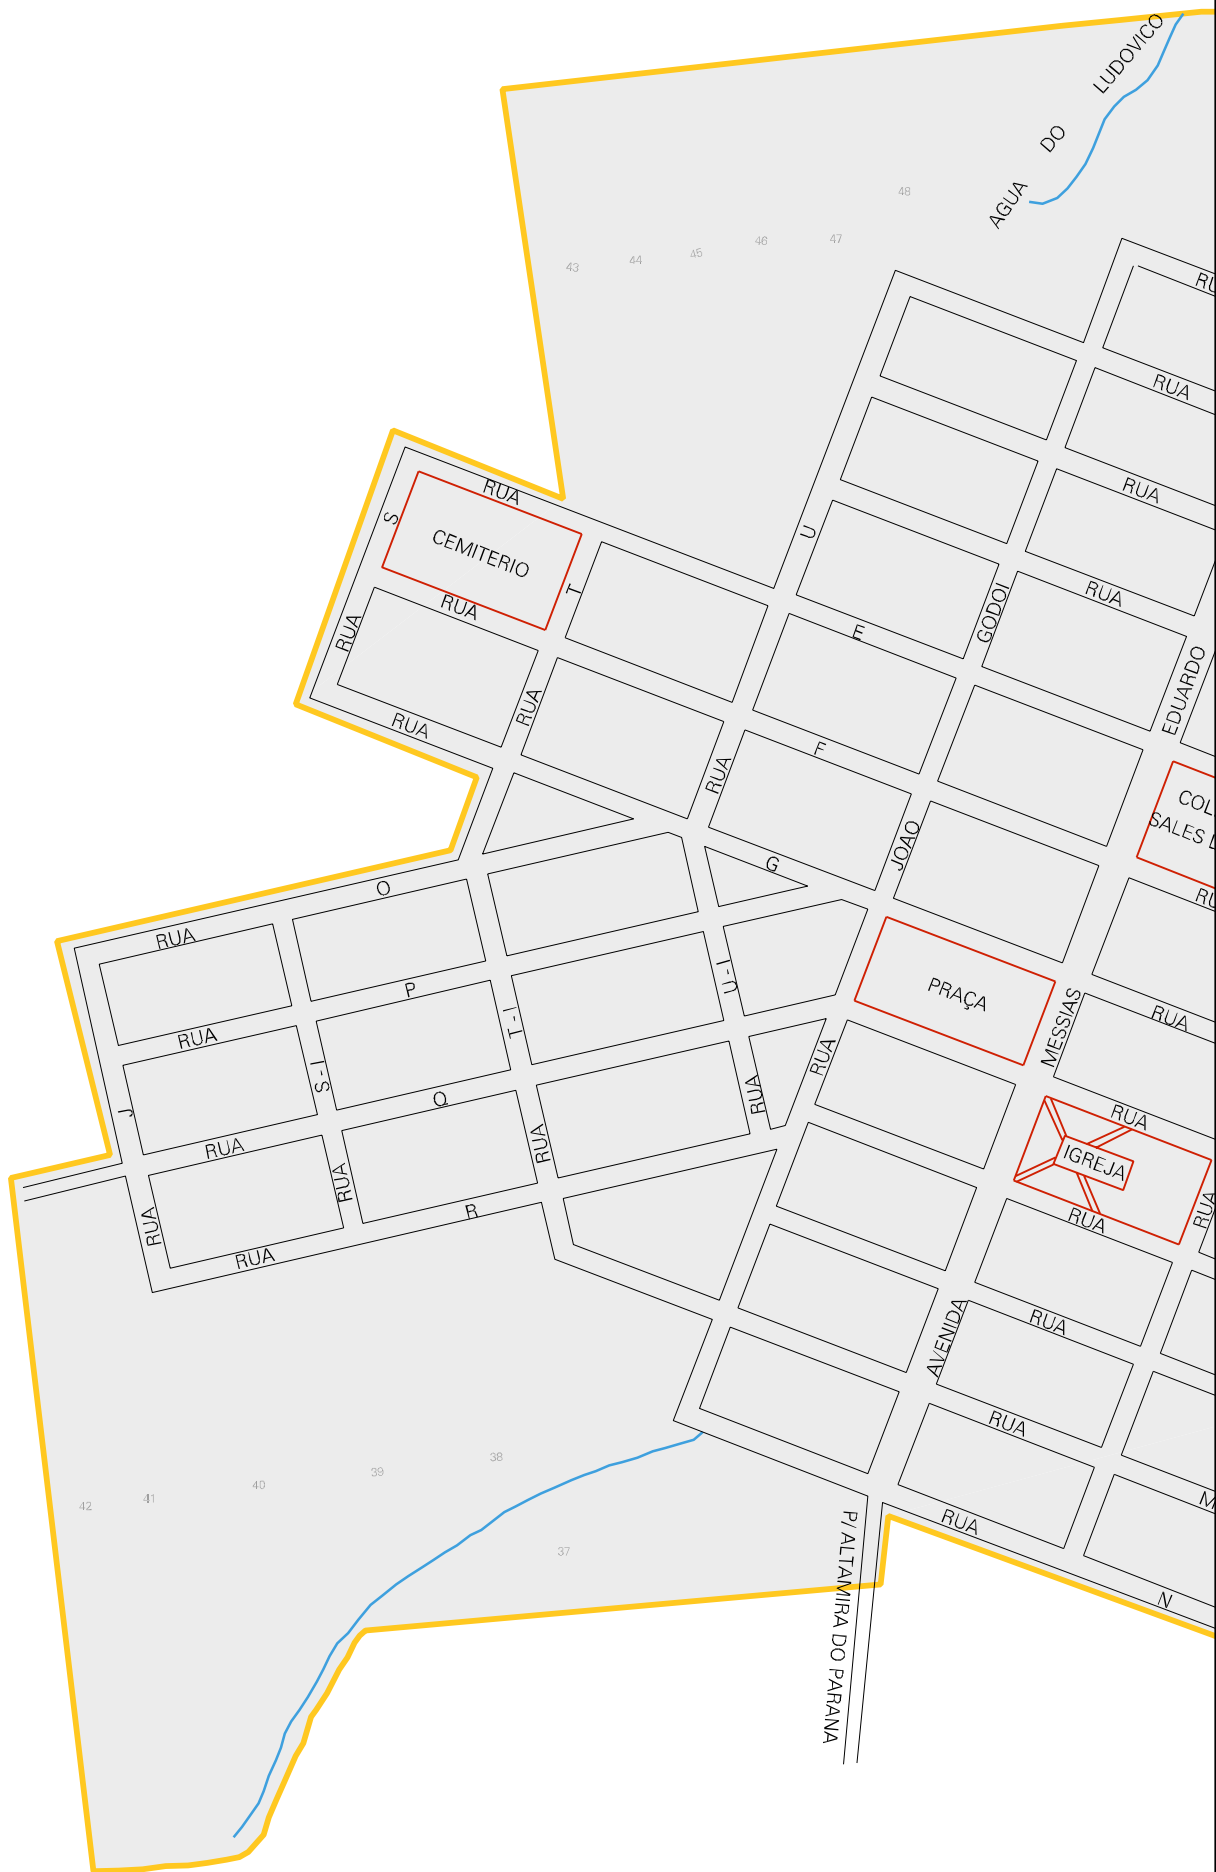 LUDOVICO
DO
AGUA
48
47
46
45
44
43
RUA
RUA
S
CEMITERIO
U
RUA
T
RUA
RUA
E
GODOI
RUA
RUA
RUA
EDUARDO
RUA
F
COL
SALES
G
JOAO
O
RUA
U - I
PRAÇA
P
RUA
T - I
RUA
MESSIAS
RUA
S - I
J
Q
RUA
RUA
RUA
IGREJA
RUA
RUA
RUA
RUA
R
RUA
RUA
RUA
AVENIDA
RUA
RUA
38
39
40
41
42
37
M
RUA
N
P/ ALTAMIRA DO PARANA